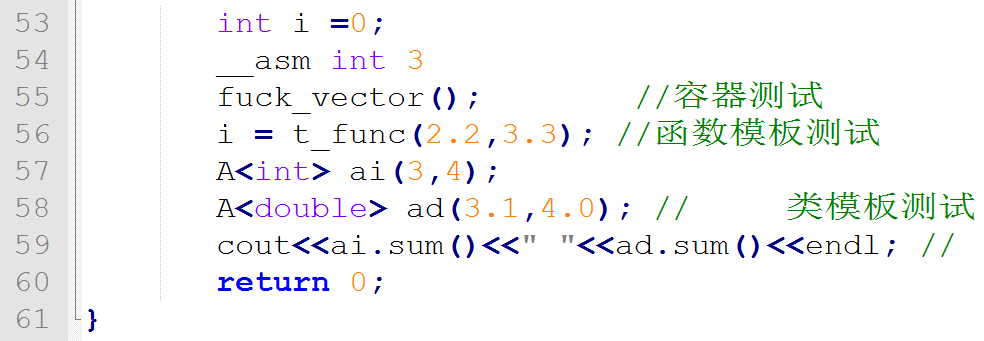 53 int i =0;
54 __asm int 3
55 fuck_vector(); //容器测试
56 i = t_func(2.2,3.3); //函数模板测试
57 A<int> ai(3,4);
58 A<double> ad(3.1,4.0); // 类模板测试
59 cout<<ai.sum()<<" "<<ad.sum()<<endl; //
60 return 0;
61 }